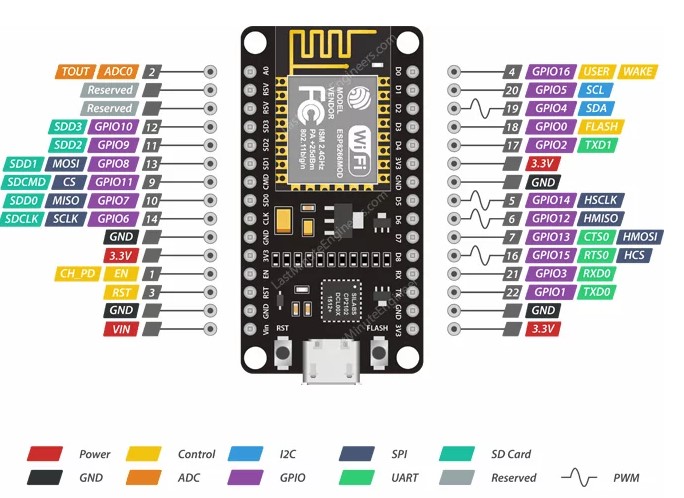 TOUT ADC0 2
Reserved
Reserved
SDD3 GPIO10 12
SDD2 GPIO9 11
SDD1 MOSI GPIO8 13
SDCMD CS GPIO11 9
SDD0 MISO GPIO7 10
SDCLK SCLK GPIO6 14
GND
3.3V
CH_PD EN 1
RST 3
GND
VIN
A0
RSV
RSV
SD3
SD2
SD1
CMD
SD0
CLK
GND
3V3
EN
RST
GND
Vin
MODEL
VENDOR
ESP8266MOD
WiFi
FC
ISM 2.4GHz
PA +25dBm
802.11b/g/n
SILABS
CP2102
DCL00X
1512+
RST
FLASH
LastMinuteEngineers.com
D0
D1
D2
D3
D4
3V3
GND
D5
D6
D7
D8
RX
TX
GND
3V3
4 GPIO16 USER WAKE
20 GPIO5 SCL
19 GPIO4 SDA
18 GPIO0 FLASH
17 GPIO2 TXD1
3.3V
GND
5 GPIO14 HSCLK
6 GPIO12 HMISO
7 GPIO13 CTS0 HMOSI
16 GPIO15 RTS0 HCS
21 GPIO3 RXD0
22 GPIO1 TXD0
GND
3.3V
Power Control I2C SPI SD Card
GND ADC GPIO UART Reserved PWM